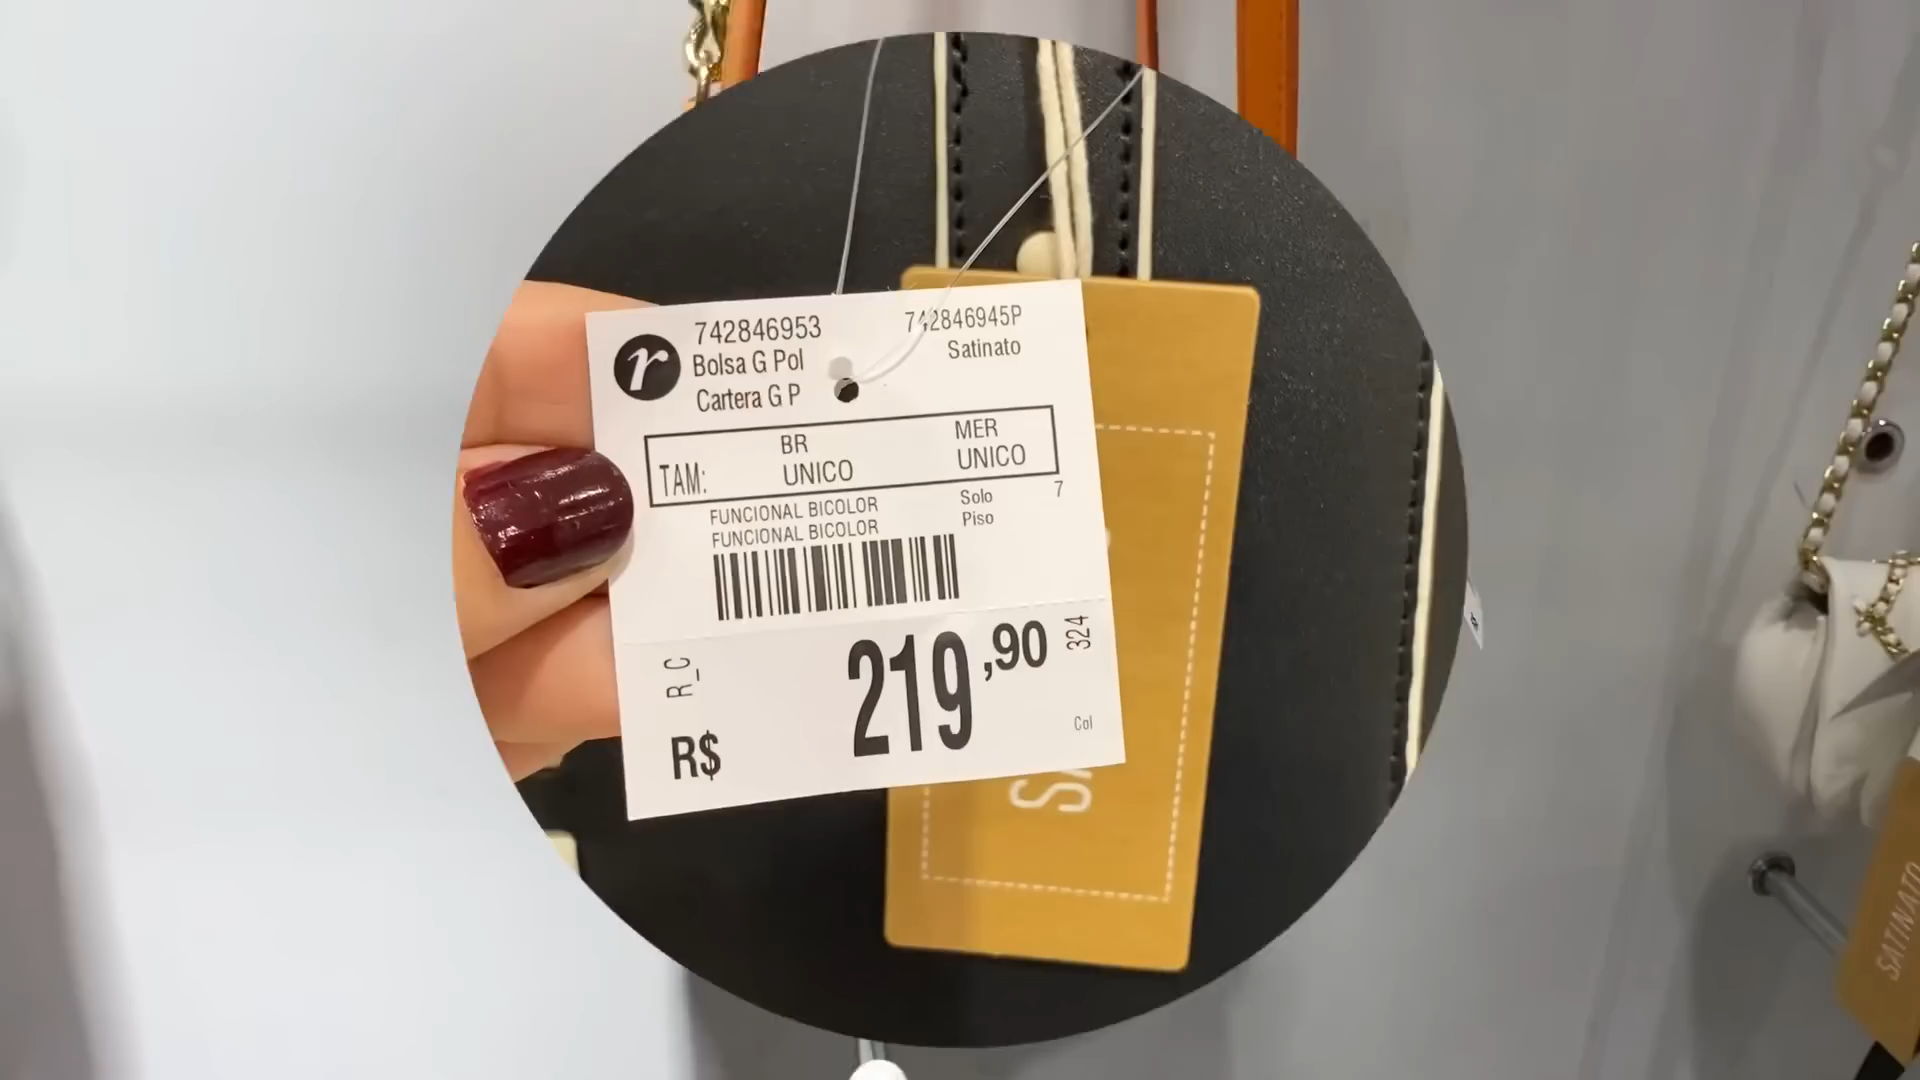 742846953 742846945P
r Bolsa G Pol Satinato
Cartera G P
BR MER
TAM: UNICO UNICO
FUNCIONAL BICOLOR Solo 7
FUNCIONAL BICOLOR Piso
R_C 219,90 324
R$ Col
SATINATO